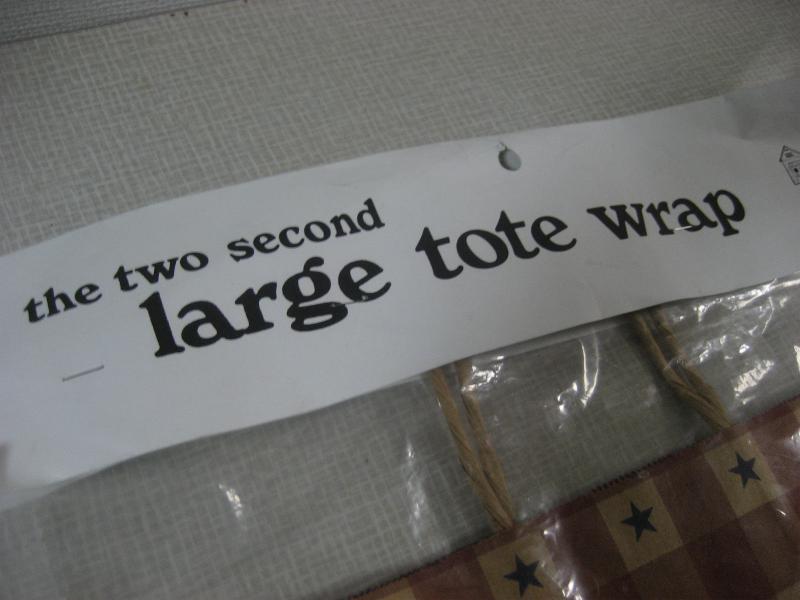 the two second
large tote wrap